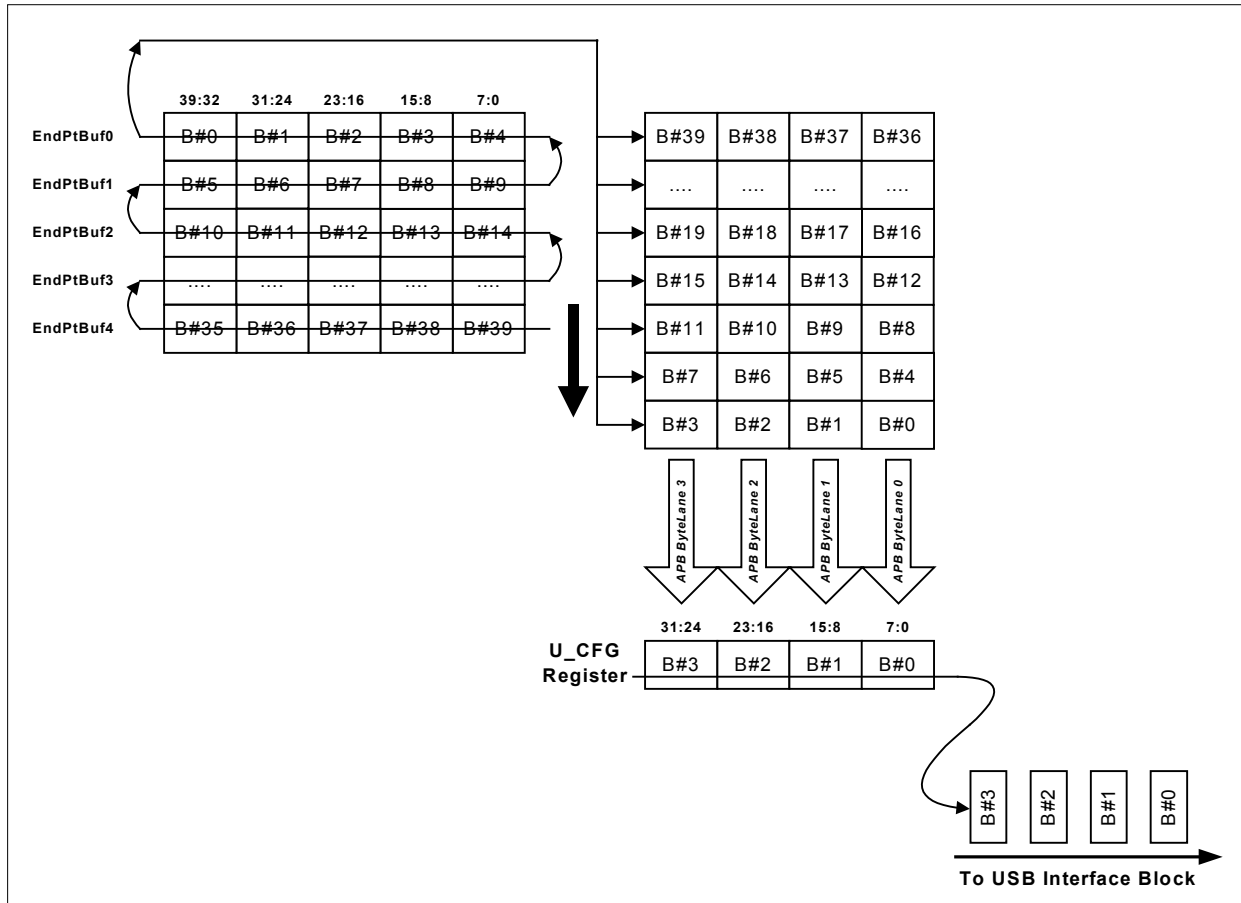 39:32 31:24 23:16 15:8 7:0
EndPtBuf0 B#0 B#1 B#2 B#3 B#4
EndPtBuf1 B#5 B#6 B#7 B#8 B#9
EndPtBuf2 B#10 B#11 B#12 B#13 B#14
EndPtBuf3 .... .... .... .... ....
EndPtBuf4 B#35 B#36 B#37 B#38 B#39
B#39 B#38 B#37 B#36
.... .... .... ....
B#19 B#18 B#17 B#16
B#15 B#14 B#13 B#12
B#11 B#10 B#9 B#8
B#7 B#6 B#5 B#4
B#3 B#2 B#1 B#0
APB ByteLane 3
APB ByteLane 2
APB ByteLane 1
APB ByteLane 0
31:24 23:16 15:8 7:0
U_CFG
Register
B#3 B#2 B#1 B#0
B#3 B#2 B#1 B#0
To USB Interface Block